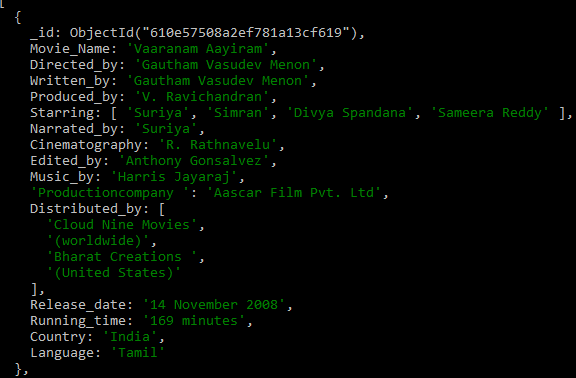 [
{
_id: ObjectId("610e57508a2ef781a13cf619"),
Movie_Name: 'Vaaranam Aayiram',
Directed_by: 'Gautham Vasudev Menon',
Written_by: 'Gautham Vasudev Menon',
Produced_by: 'V. Ravichandran',
Starring: [ 'Suriya', 'Simran', 'Divya Spandana', 'Sameera Reddy' ],
Narrated_by: 'Suriya',
Cinematography: 'R. Rathnavelu',
Edited_by: 'Anthony Gonsalvez',
Music_by: 'Harris Jayaraj',
'Productioncompany ': 'Aascar Film Pvt. Ltd',
Distributed_by: [
'Cloud Nine Movies',
'(worldwide)',
'Bharat Creations ',
'(United States)'
],
Release_date: '14 November 2008',
Running_time: '169 minutes',
Country: 'India',
Language: 'Tamil'
},